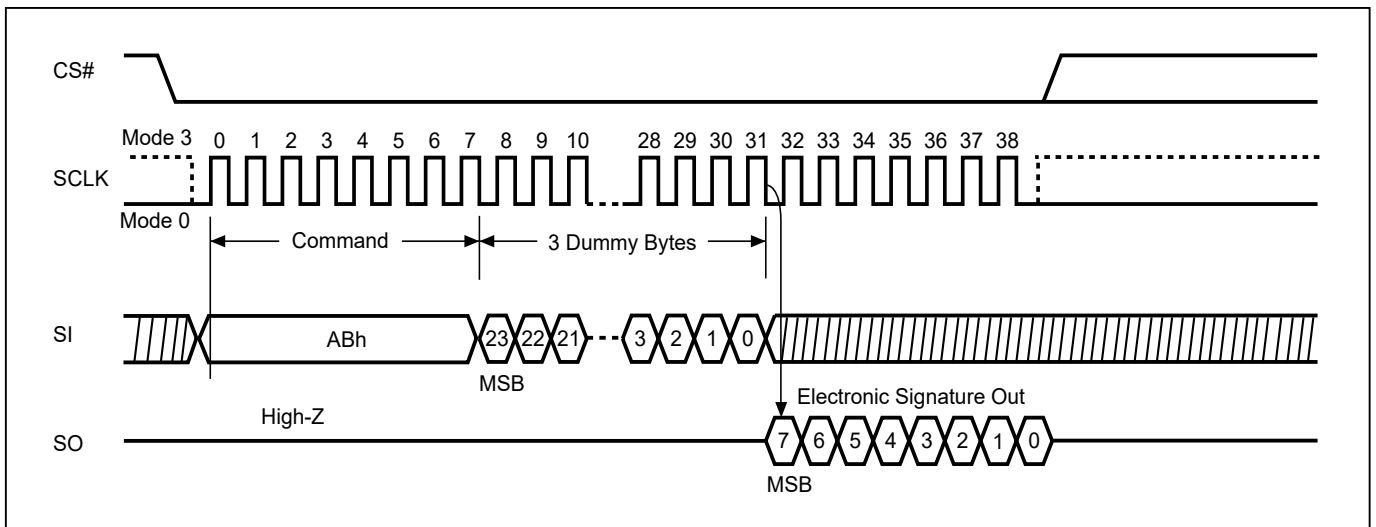 CS#
Mode 3 0 1 2 3 4 5 6 7 8 9 10 28 29 30 31 32 33 34 35 36 37 38
SCLK
Mode 0
Command 3 Dummy Bytes
SI ABh 23 22 21 3 2 1 0
MSB
Electronic Signature Out
High-Z
SO 7 6 5 4 3 2 1 0
MSB